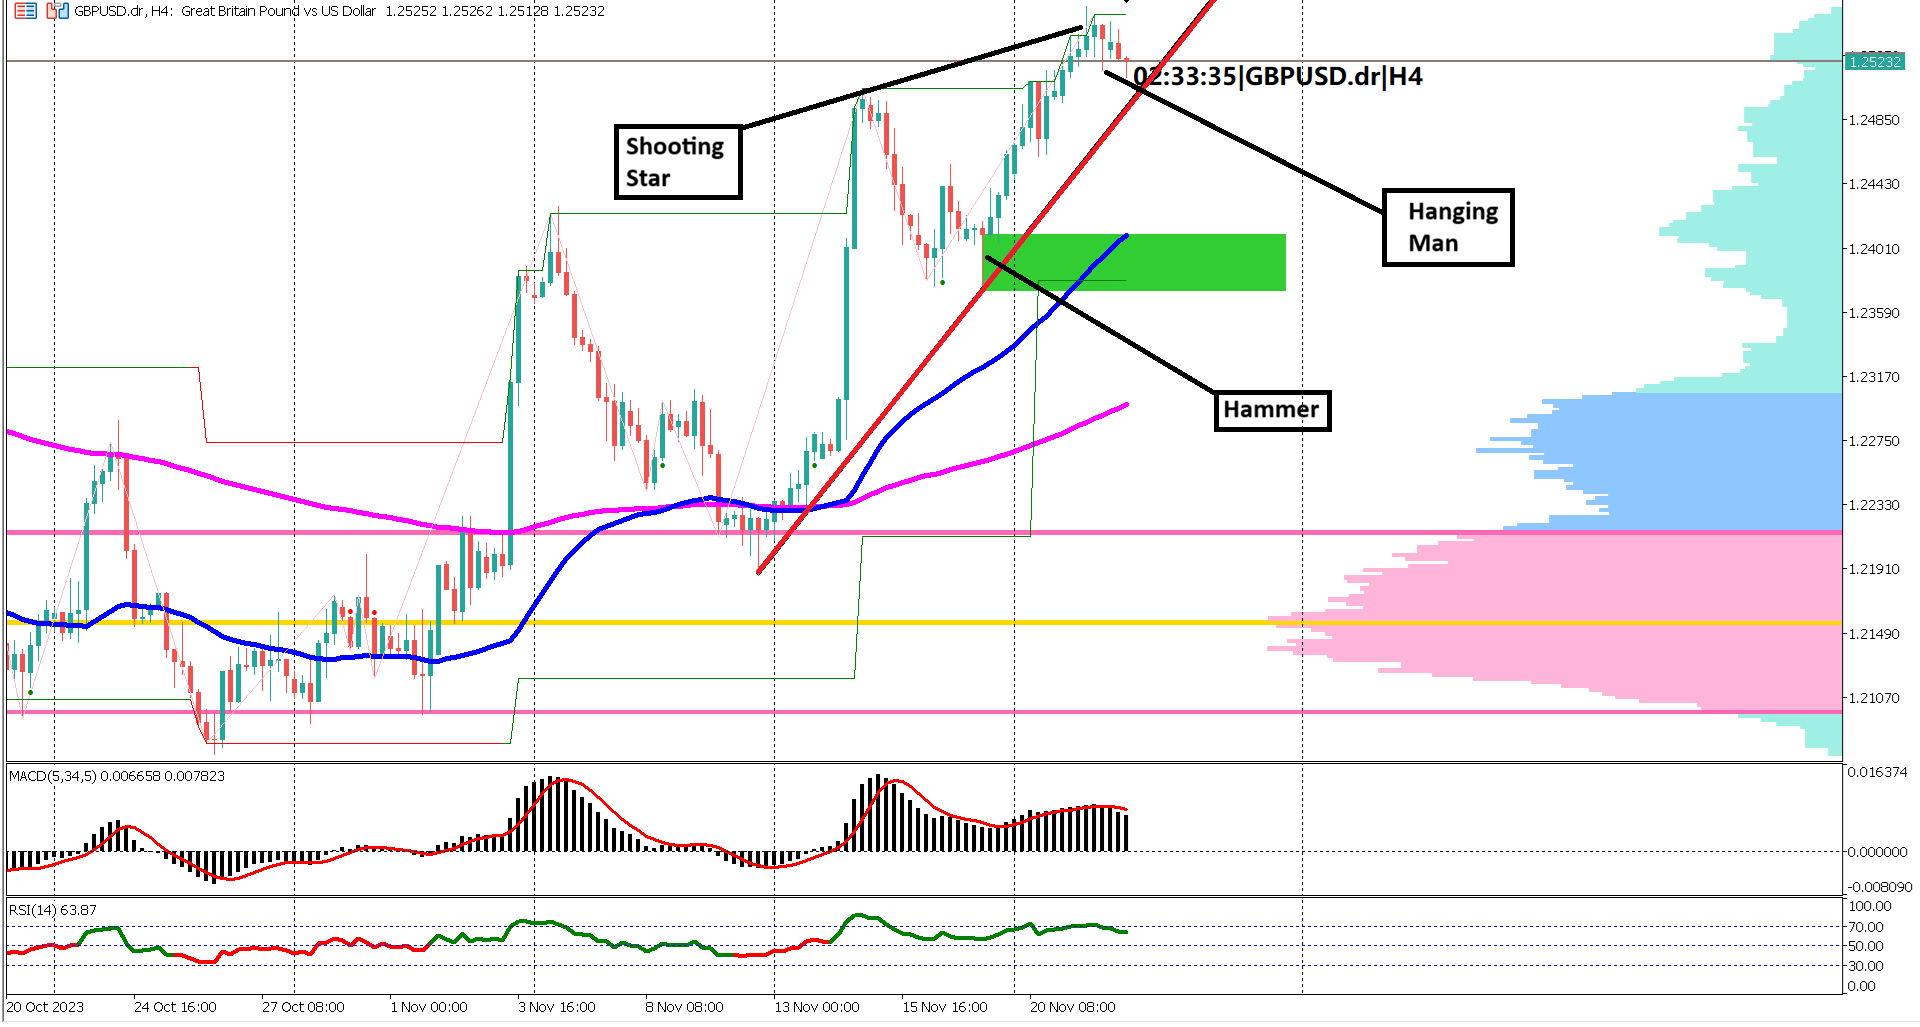 GBPUSD.dr, H4:  Great Britain Pound vs US Dollar  1.25252 1.25262 1.25128 1.25232
1.25232
02:33:35|GBPUSD.dr|H4
1.24850
Shooting
Star
1.24430
Hanging
Man
1.24010
1.23590
1.23170
Hammer
1.22750
1.22330
1.21910
1.21490
1.21070
MACD(5,34,5) 0.006658 0.007823
0.016374
0.000000
-0.008090
RSI(14) 63.87
100.00
70.00
50.00
30.00
0.00
20 Oct 2023 24 Oct 16:00 27 Oct 08:00 1 Nov 00:00 3 Nov 16:00 8 Nov 08:00 13 Nov 00:00 15 Nov 16:00 20 Nov 08:00